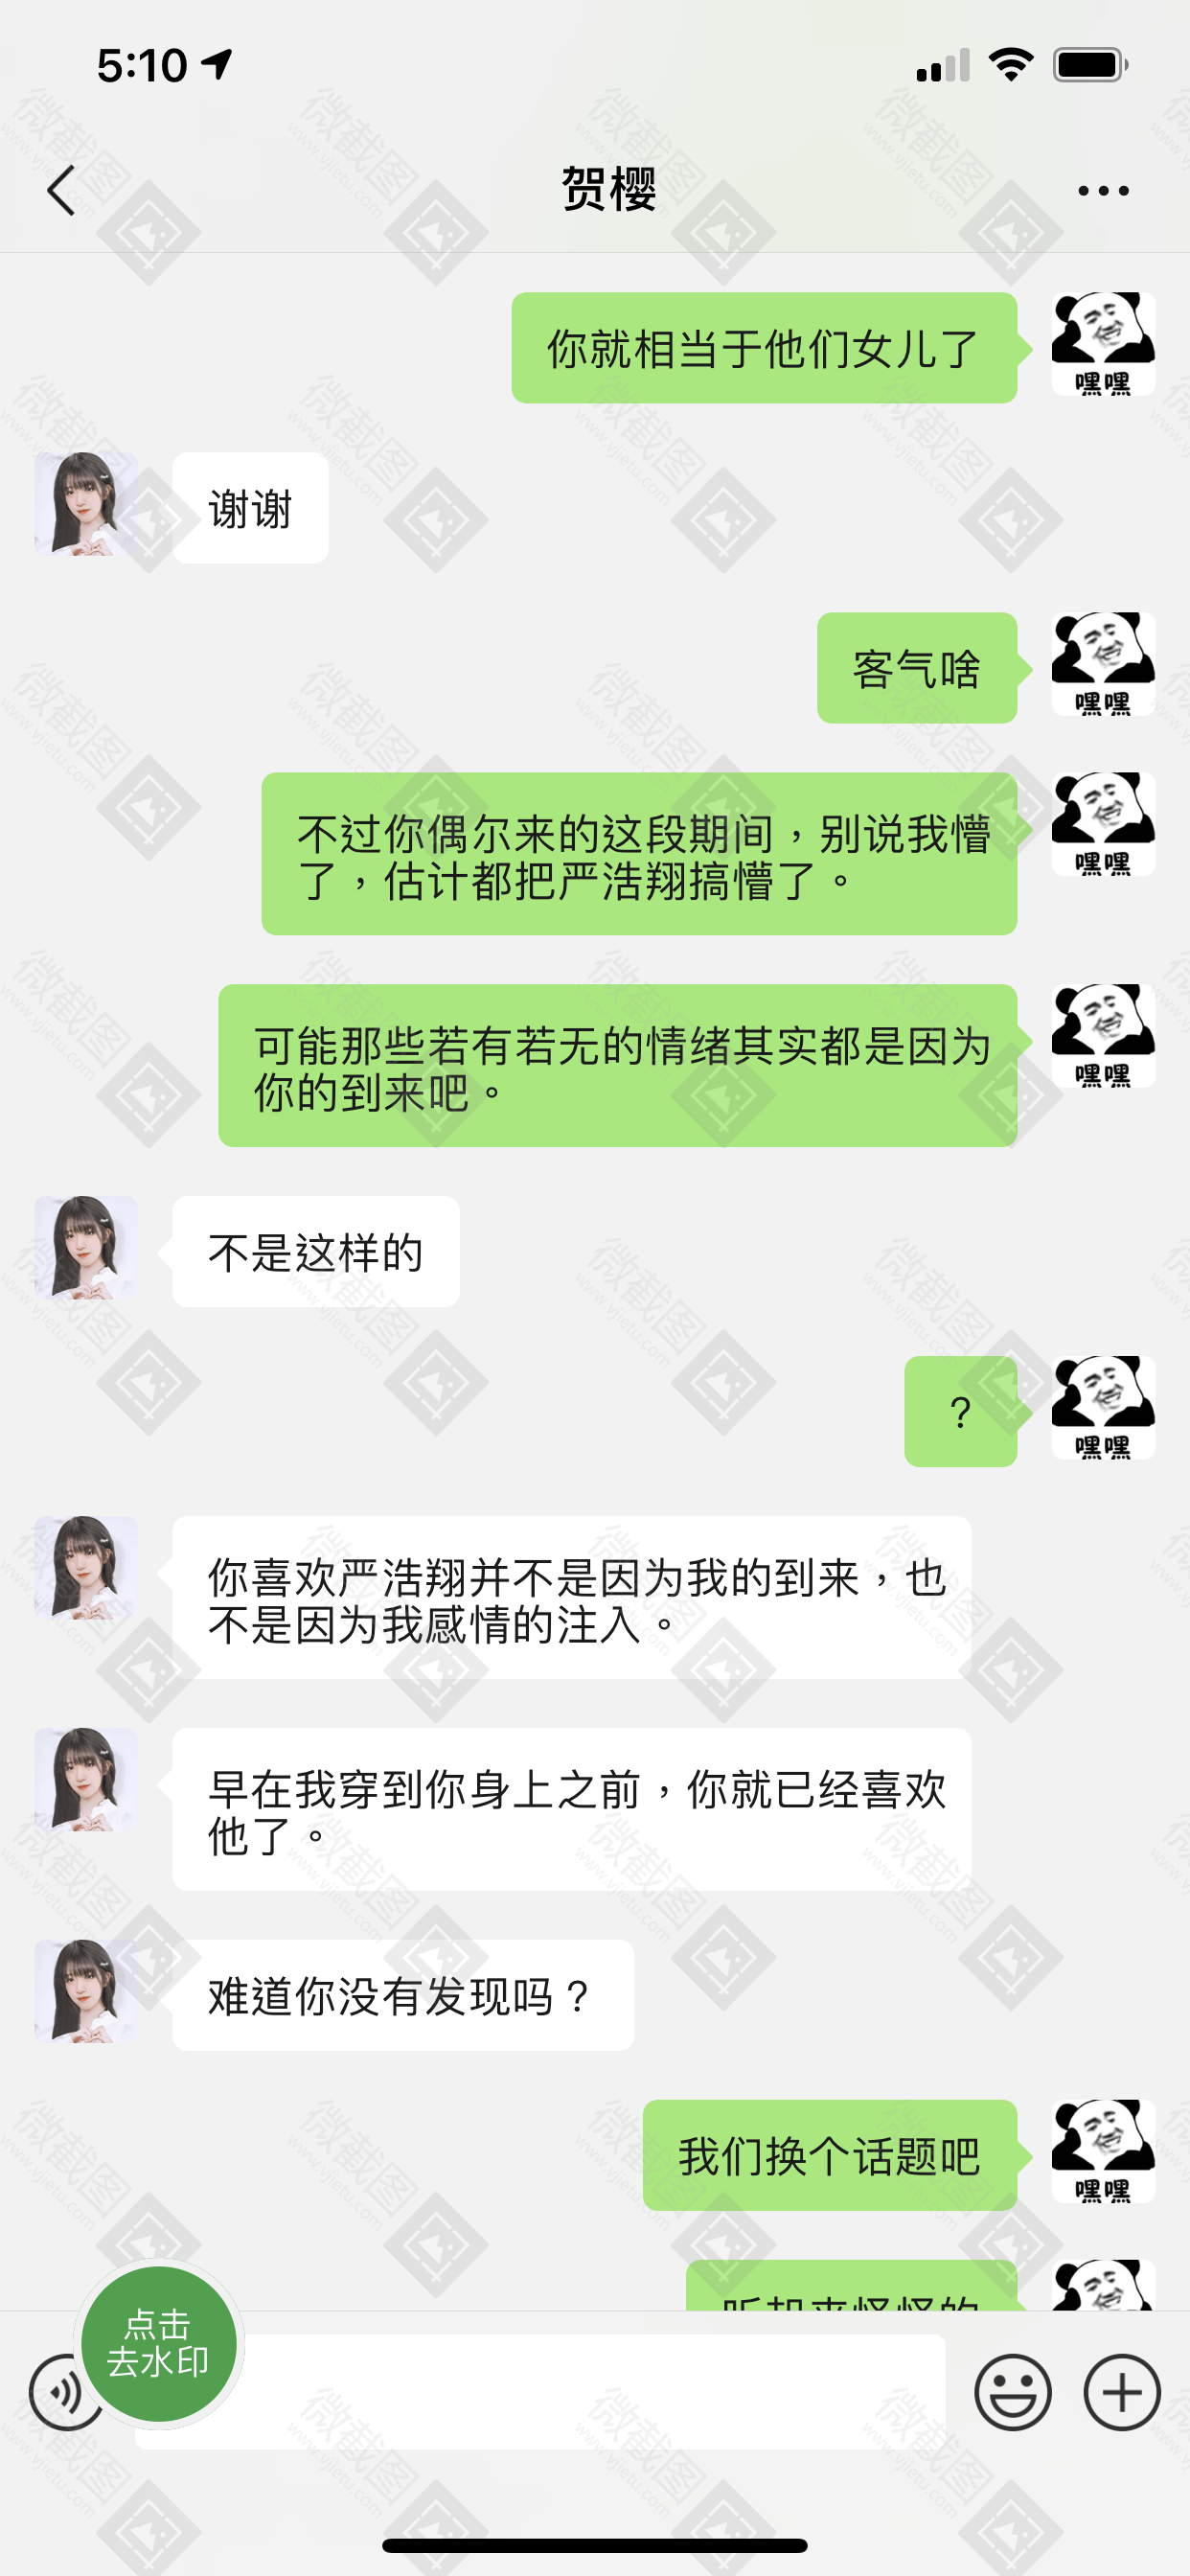 5:10
贺樱
你就相当于他们女儿了
嘿嘿
谢谢
客气啥
嘿嘿
不过你偶尔来的这段期间，别说我懵
了，估计都把严浩翔搞懵了。
嘿嘿
可能那些若有若无的情绪其实都是因为
你的到来吧。
嘿嘿
不是这样的
?
嘿嘿
你喜欢严浩翔并不是因为我的到来，也
不是因为我感情的注入。
早在我穿到你身上之前，你就已经喜欢
他了。
难道你没有发现吗?
我们换个话题吧
嘿嘿
听起来怪怪的
点击
去水印
微截图
www.vjietu.com